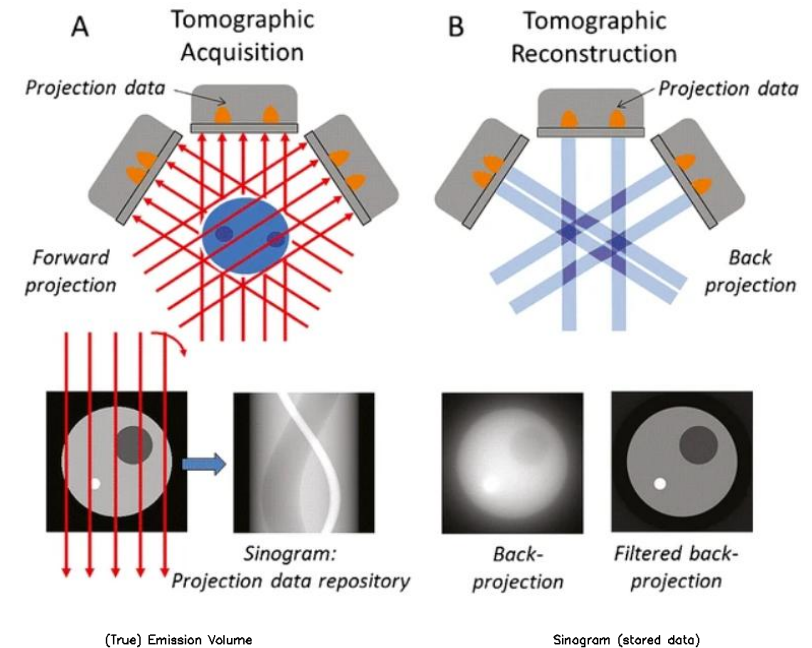 A
Tomographic
Acquisition
Projection data
Forward
projection
Sinogram:
Projection data repository
(True) Emission Volume
B
Tomographic
Reconstruction
Projection data
Back
projection
Back-
projection
Filtered back-
projection
Sinogram (stored data)